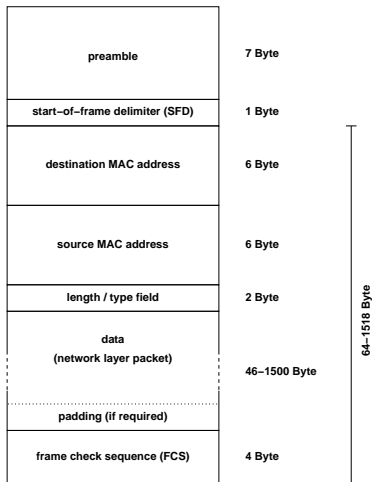 preamble 7 Byte
start–of–frame delimiter (SFD) 1 Byte
destination MAC address 6 Byte
source MAC address 6 Byte
length / type field 2 Byte
data
(network layer packet)
46–1500 Byte
padding (if required)
frame check sequence (FCS) 4 Byte
64–1518 Byte